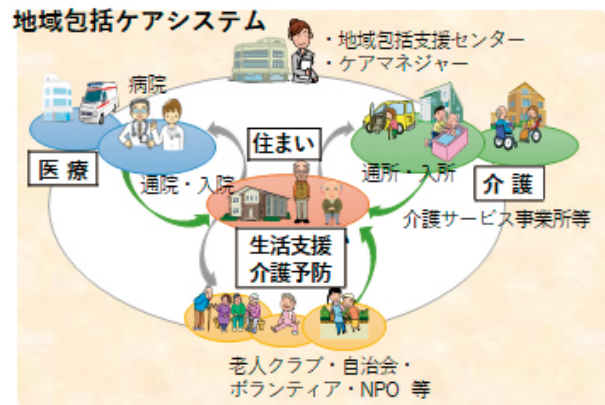 地域包括ケアシステム
・地域包括支援センター
・ケアマネジャー
病院
住まい
医療
通院・入院
通所・入所
介護
介護サービス事業所等
生活支援
介護予防
老人クラブ・自治会・
ボランティア・NPO 等